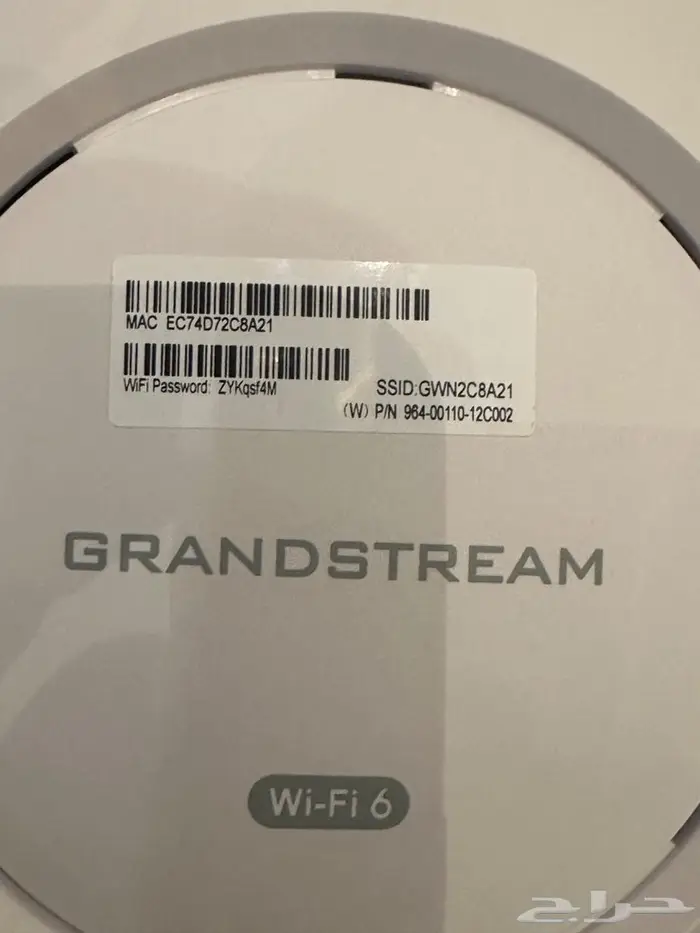 MAC EC74D72C8A21
WiFi Password: ZYKqsf4M
SSID:GWN2C8A21
(W) P/N 964-00110-12C002
GRANDSTREAM
Wi-Fi 6
حراج